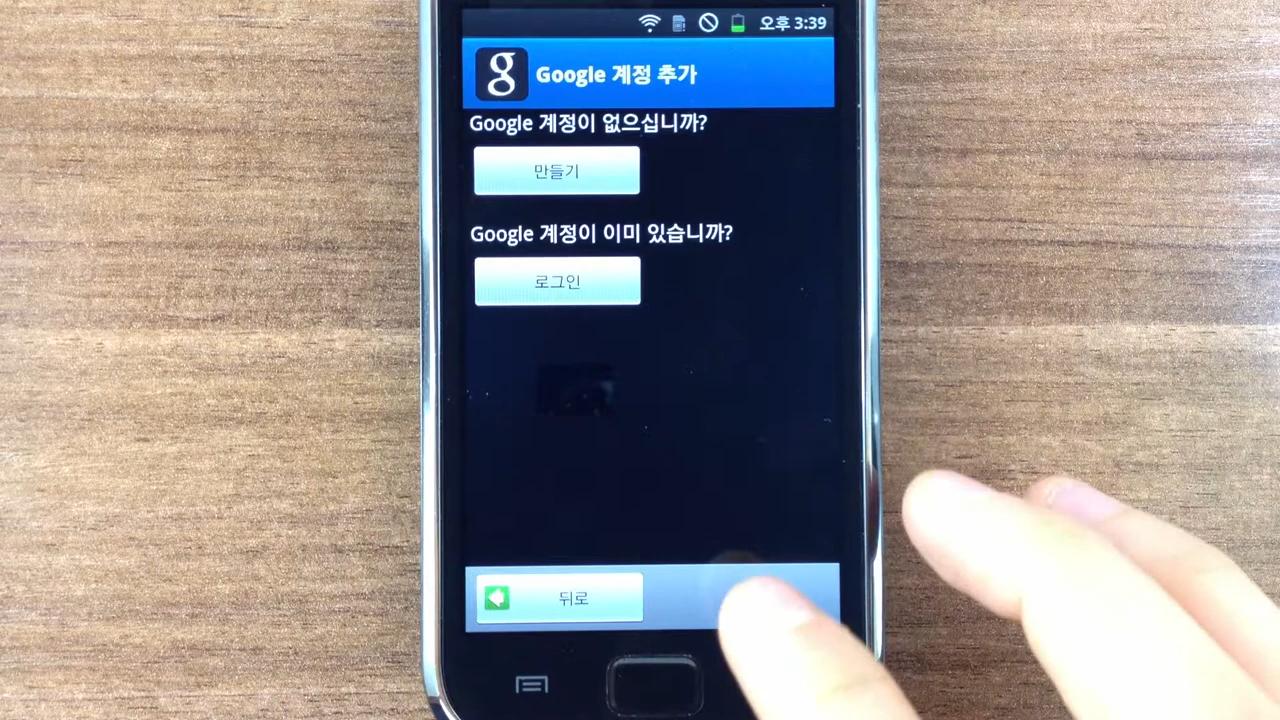 오후 3:39
g
Google 계정 추가
Google 계정이 없으십니까?
만들기
Google 계정이 이미 있습니까?
로그인
뒤로